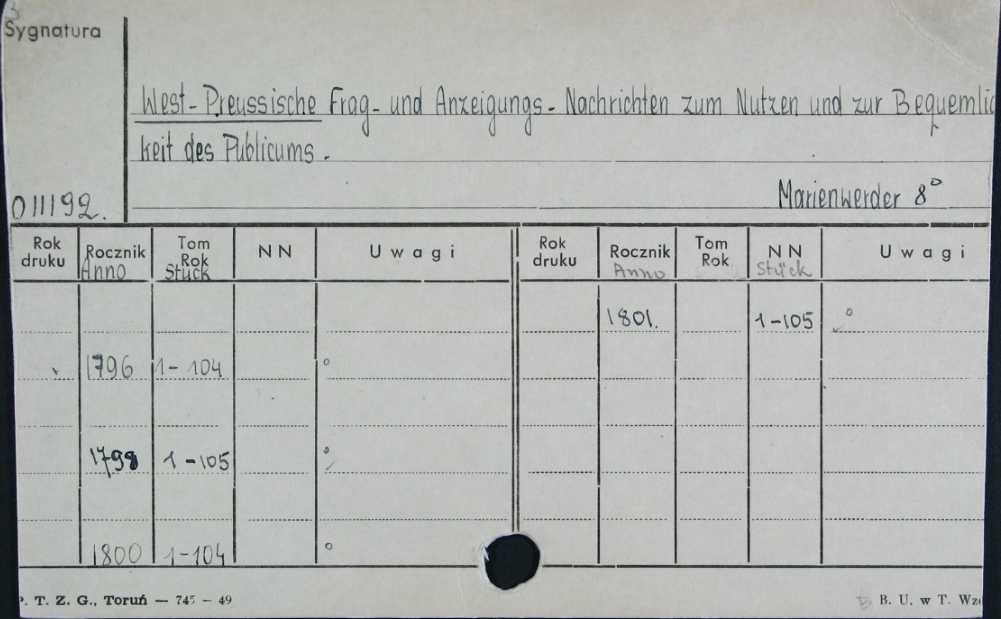 Sygnatura
West-Preussische Frag- und Anzeigungs-Nachrichten zum Nutzen und zur Bequemlic
keit des Publicums.
Marienwerder 8°
011192.
Rok druku Rocznik Anno Tom Rok Stück NN Uwagi Rok druku Rocznik Anno Tom Rok NN Stück Uwagi
1801. 1-105 °
1796 1-104 °
1798 1-105 °
1800 1-104 °
P. T. Z. G., Toruń — 745 — 49
B. U. w T. Wzó